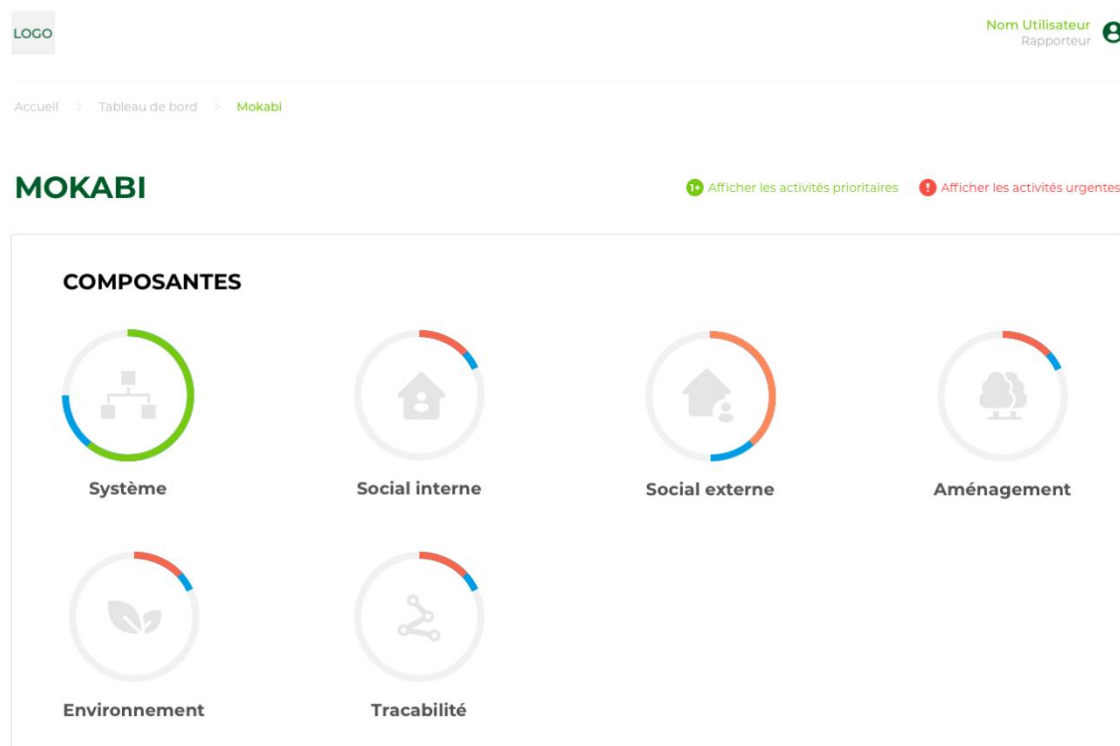 LOGO
Nom Utilisateur
Rapporteur
Accueil > Tableau de bord > Mokabi
MOKABI
1+ Afficher les activités prioritaires
! Afficher les activités urgentes
COMPOSANTES
Système
Social interne
Social externe
Aménagement
Environnement
Tracabilité